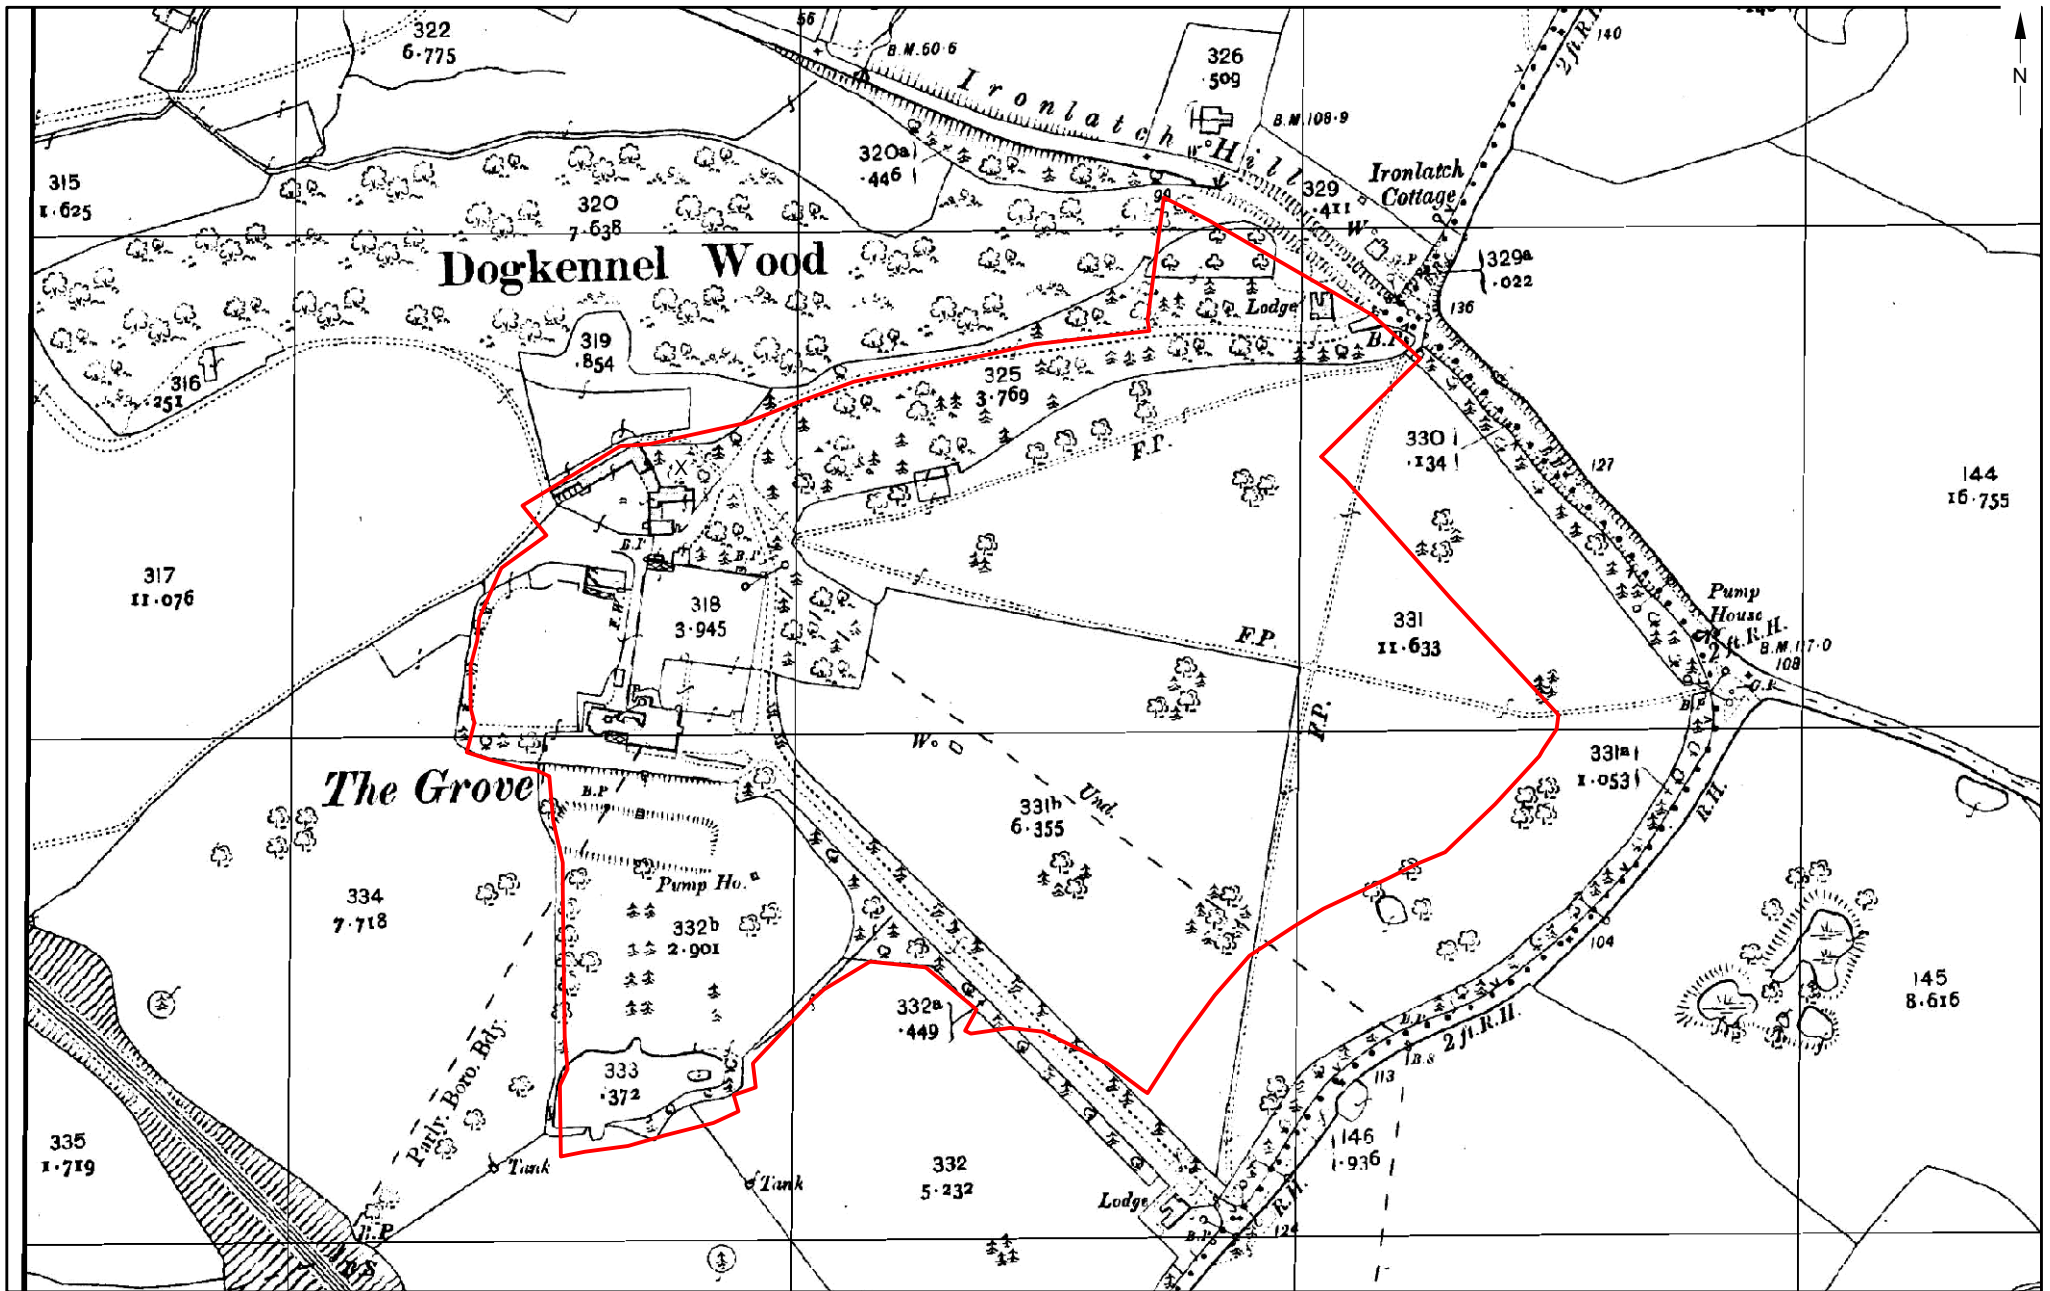 322
6.775
56
B.M.60.6
326
.509
2 ft.R.H.
140
N
Ironlatch Hill
B.M.108.9
320a
.446
W
315
1.625
320
7.638
99
329
.411
Ironlatch
Cottage
W
G.P
329a
.022
Dogkennel Wood
Lodge
136
B.P
319
.854
316
.251
325
3.769
F.P.
330
.134
127
144
16.755
X
317
11.076
B.P
B.P
F.W.
318
3.945
F.P.
331
11.633
Pump
House
2 ft.R.H.
B.M.117.0
108
G.P.
B.P
F.P.
Wo
The Grove
B.P
331b
6.355
Und.
331a
1.053
R.H.
334
7.718
Pump Ho.
332b
2.901
104
145
8.616
332a
.449
B.P.
2 ft.R.H.
B.S
113
333
.372
Parly. Boro. Bdy.
335
1.719
Tank
Tank
332
5.232
146
.936
Lodge
R.H.
B.P.
124
B.P
B S